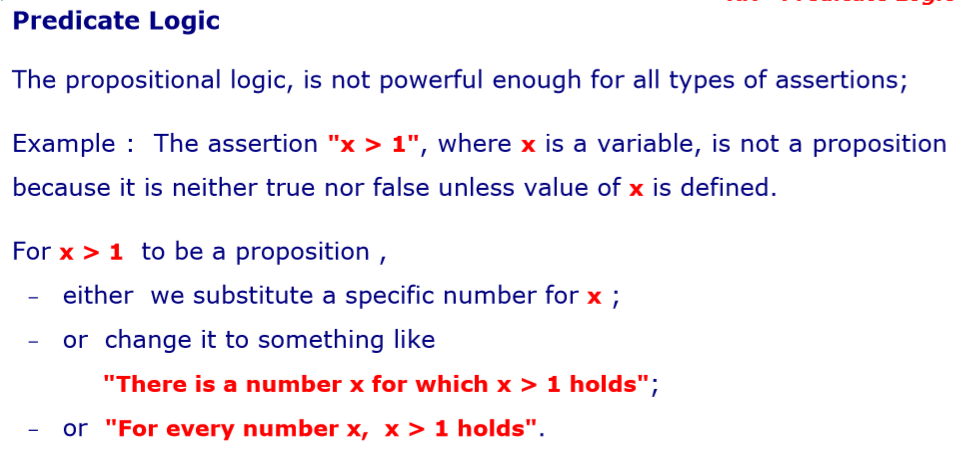 Predicate Logic
The propositional logic, is not powerful enough for all types of assertions;
Example : The assertion "x > 1", where x is a variable, is not a proposition
because it is neither true nor false unless value of x is defined.
For x > 1 to be a proposition ,
– either we substitute a specific number for x ;
– or change it to something like
"There is a number x for which x > 1 holds";
– or "For every number x, x > 1 holds".